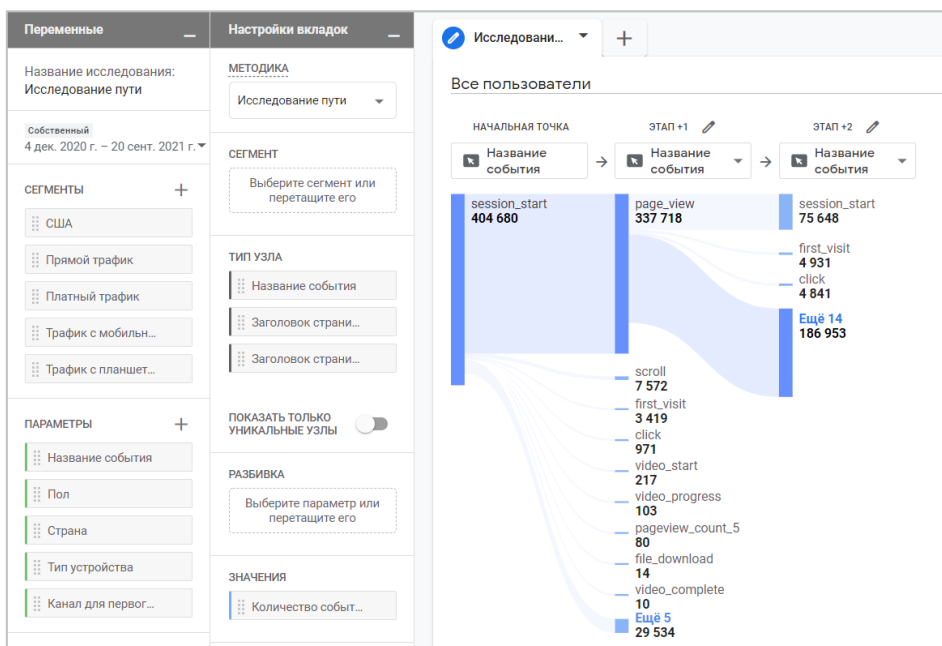 Переменные
Название исследования:
Исследование пути
Собственный
4 дек. 2020 г. – 20 сент. 2021 г.
СЕГМЕНТЫ
США
Прямой трафик
Платный трафик
Трафик с мобильн...
Трафик с планшет...
ПАРАМЕТРЫ
Название события
Пол
Страна
Тип устройства
Канал для первог...
Настройки вкладок
МЕТОДИКА
Исследование пути
СЕГМЕНТ
Выберите сегмент или
перетащите его
ТИП УЗЛА
Название события
Заголовок страни...
Заголовок страни...
ПОКАЗАТЬ ТОЛЬКО
УНИКАЛЬНЫЕ УЗЛЫ
РАЗБИВКА
Выберите параметр или
перетащите его
ЗНАЧЕНИЯ
Количество событ...
Исследовани...
Все пользователи
НАЧАЛЬНАЯ ТОЧКА
Название
события
session_start
404 680
ЭТАП +1
Название
события
page_view
337 718
scroll
7 572
first_visit
3 419
click
971
video_start
217
video_progress
103
pageview_count_5
80
file_download
14
video_complete
10
Ещё 5
29 534
ЭТАП +2
Название
события
session_start
75 648
first_visit
4 931
click
4 841
Ещё 14
186 953